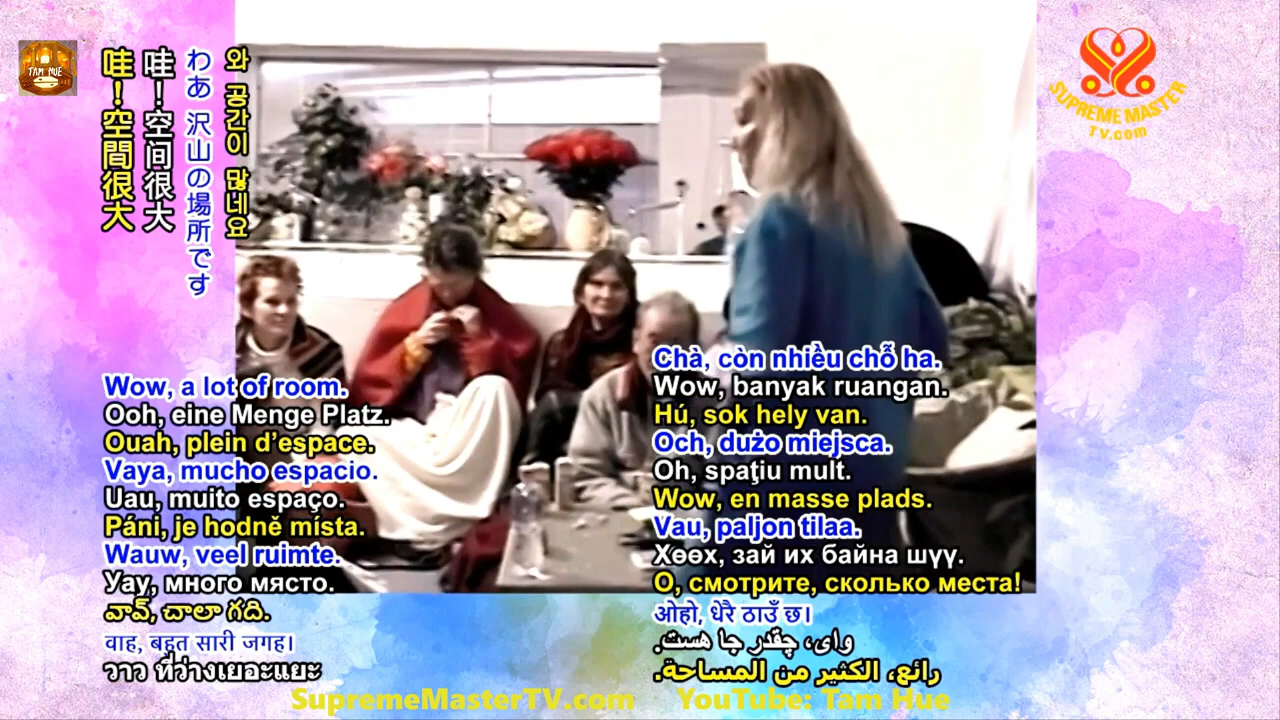 TAM HUE
哇！空間很大
哇！空间很大
わあ 沢山の場所です
와 공간이 많네요
SUPREME MASTER
TV.com
Wow, a lot of room.
Ooh, eine Menge Platz.
Ouah, plein d’espace.
Vaya, mucho espacio.
Uau, muito espaço.
Páni, je hodně místa.
Wauw, veel ruimte.
Уау, много място.
వావ్, చాలా గది.
वाह, बहुत सारी जगह।
วาว ที่ว่างเยอะแยะ
Chà, còn nhiều chỗ ha.
Wow, banyak ruangan.
Hú, sok hely van.
Och, dużo miejsca.
Oh, spaţiu mult.
Wow, en masse plads.
Vau, paljon tilaa.
Хөөх, зай их байна шүү.
О, смотрите, сколько места!
ओहो, धेरै ठाउँ छ।
وای، چقدر جا هست.
رائع، الكثير من المساحة.
SupremeMasterTV.com YouTube: Tam Hue